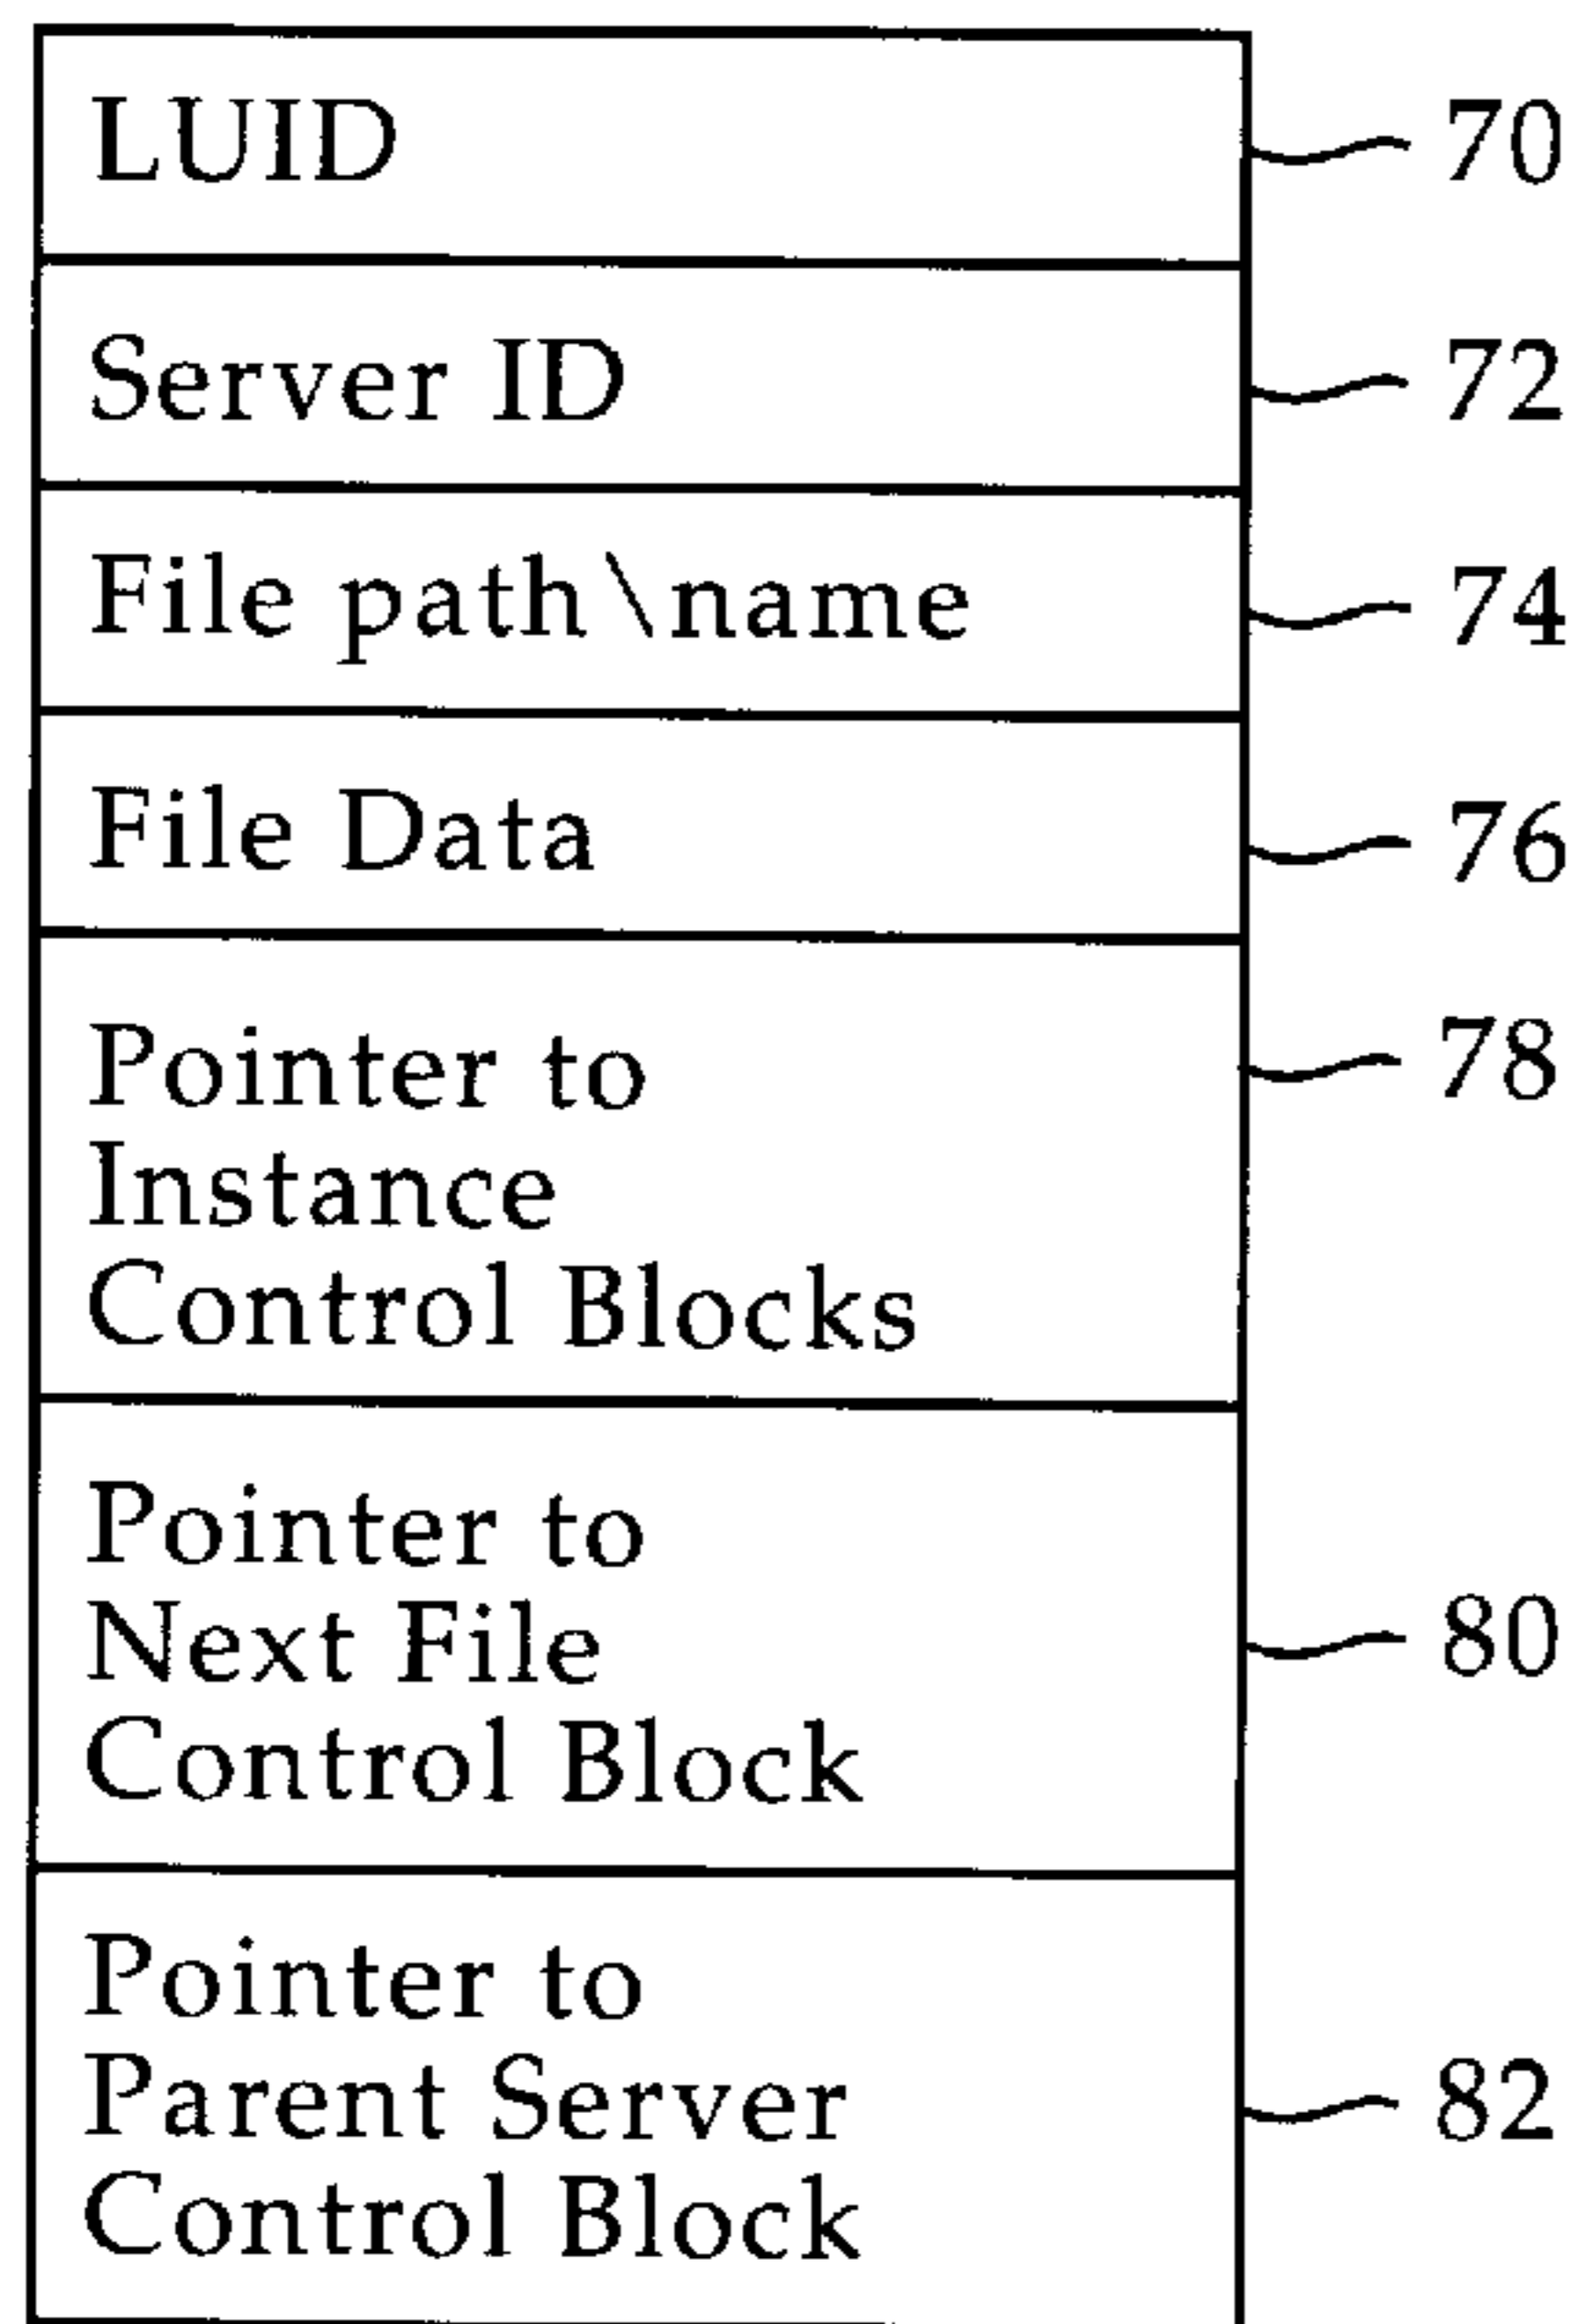 LUID 70
Server ID 72
File path\name 74
File Data 76
Pointer to 78
Instance
Control Blocks
Pointer to
Next File 80
Control Block
Pointer to
Parent Server 82
Control Block